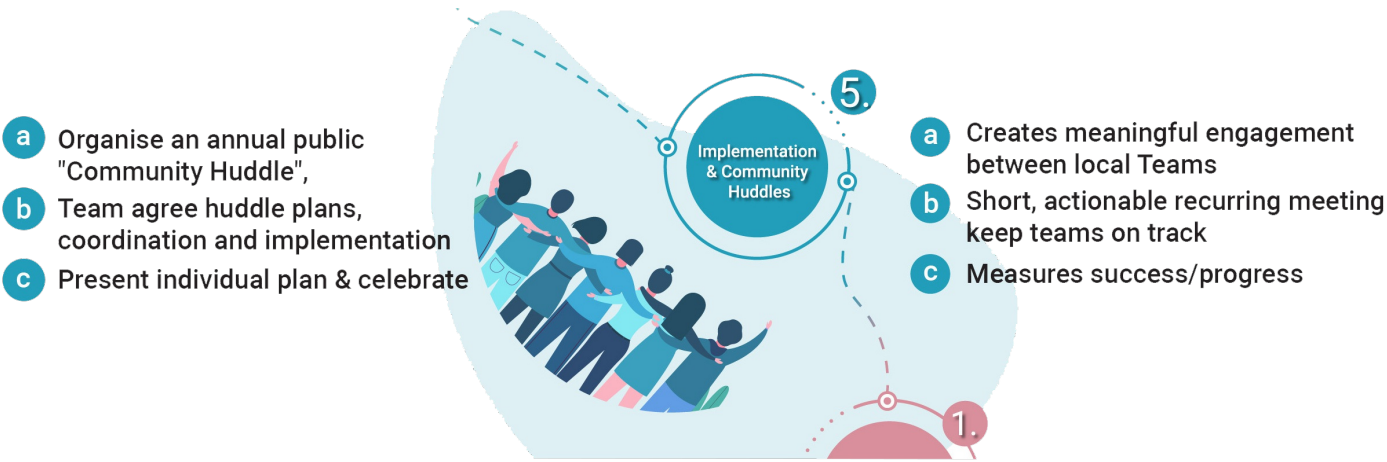 a
Organise an annual public
"Community Huddle",
b
Team agree huddle plans,
coordination and implementation
c
Present individual plan & celebrate
5.
Implementation
& Community
Huddles
a
Creates meaningful engagement
between local Teams
b
Short, actionable recurring meeting
keep teams on track
c
Measures success/progress
1.